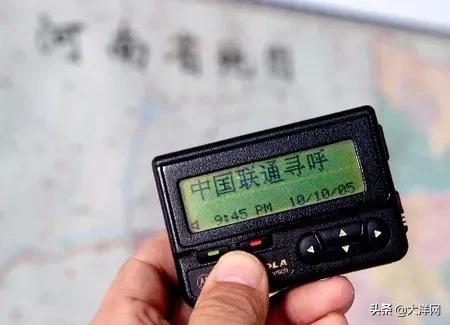 河南省地图
中国联通寻呼
9:45 PM 10/10/05
OLA
头条 @大洋网